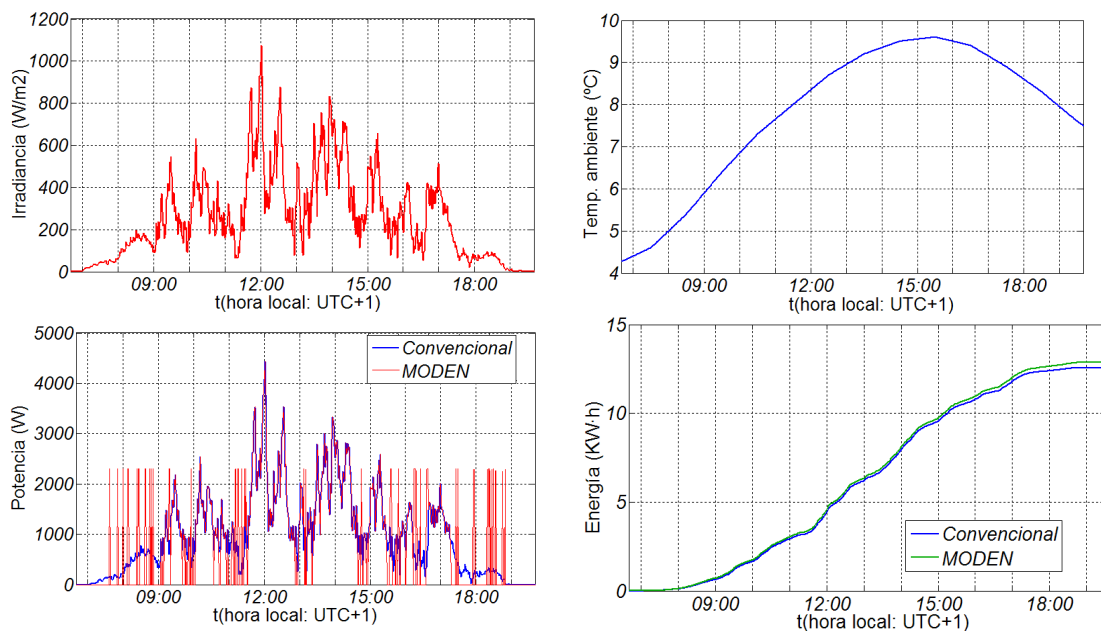 Irradiancia (W/m2)
1200
1000
800
600
400
200
0
09:00 12:00 15:00 18:00
t(hora local: UTC+1)
Temp. ambiente (ºC)
10
9
8
7
6
5
4
09:00 12:00 15:00 18:00
t(hora local: UTC+1)
Potencia (W)
5000
4000
3000
2000
1000
0
Convencional
MODEN
09:00 12:00 15:00 18:00
t(hora local: UTC+1)
Energía (KW·h)
15
10
5
0
Convencional
MODEN
09:00 12:00 15:00 18:00
t(hora local: UTC+1)